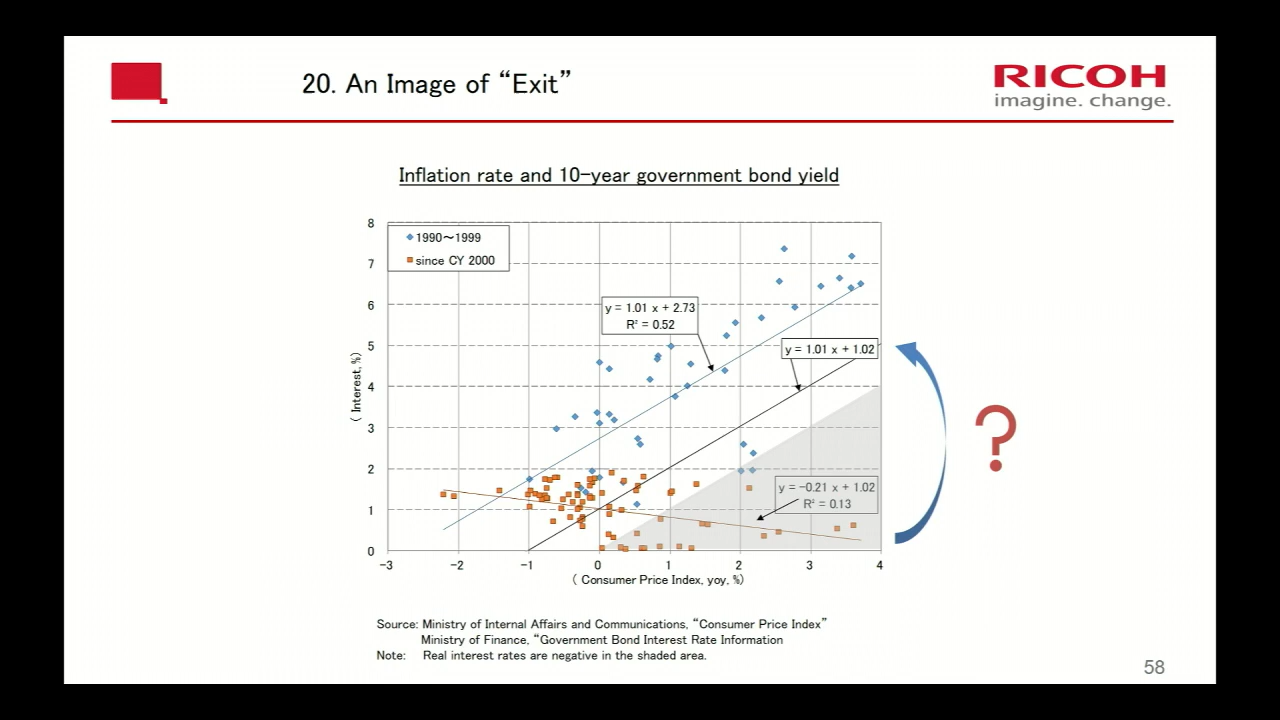 20. An Image of “Exit”
RICOH
imagine. change.
Inflation rate and 10-year government bond yield
8
7
6
5
4
3
2
1
0
( Interest, %)
1990～1999
since CY 2000
y = 1.01 x + 2.73
R² = 0.52
y = 1.01 x + 1.02
y = −0.21 x + 1.02
R² = 0.13
?
-3 -2 -1 0 1 2 3 4
( Consumer Price Index, yoy, %)
Source: Ministry of Internal Affairs and Communications, “Consumer Price Index”
Ministry of Finance, “Government Bond Interest Rate Information
Note: Real interest rates are negative in the shaded area.
58